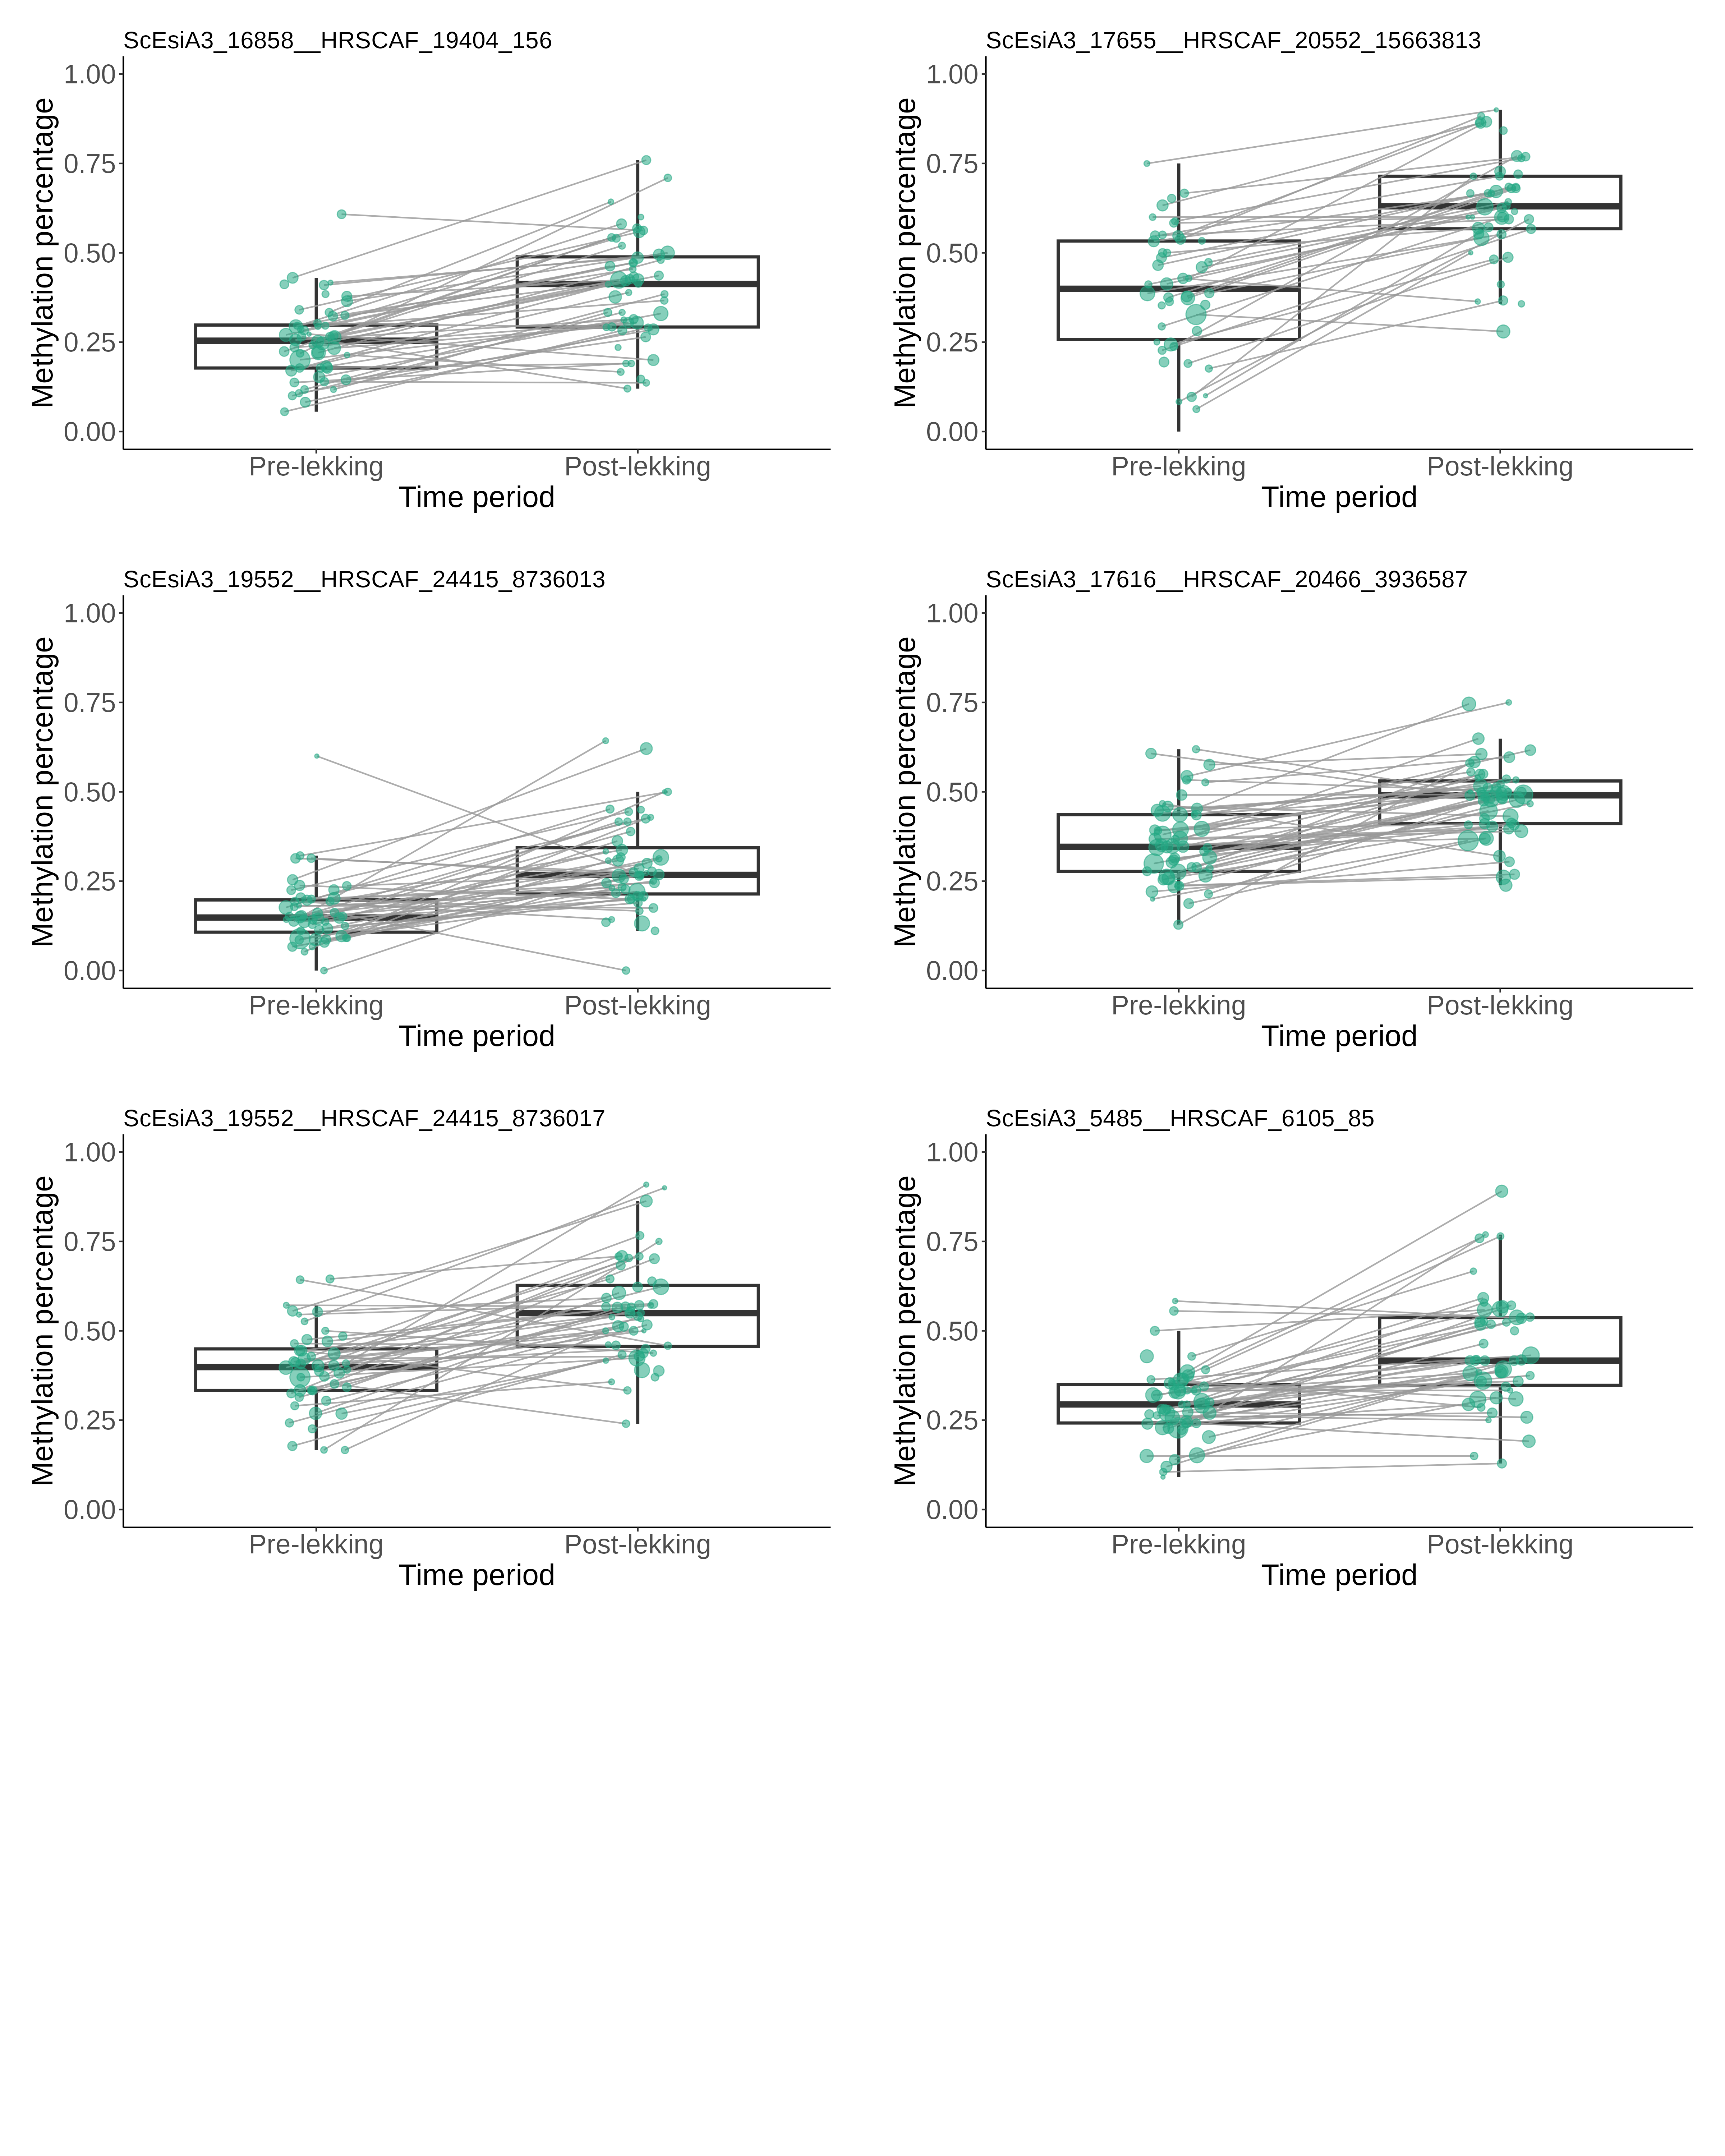 ScEsiA3_16858__HRSCAF_19404_156
1.00
0.75
0.50
0.25
0.00
Methylation percentage
Pre-lekking
Post-lekking
Time period
ScEsiA3_17655__HRSCAF_20552_15663813
1.00
0.75
0.50
0.25
0.00
Methylation percentage
Pre-lekking
Post-lekking
Time period
ScEsiA3_19552__HRSCAF_24415_8736013
1.00
0.75
0.50
0.25
0.00
Methylation percentage
Pre-lekking
Post-lekking
Time period
ScEsiA3_17616__HRSCAF_20466_3936587
1.00
0.75
0.50
0.25
0.00
Methylation percentage
Pre-lekking
Post-lekking
Time period
ScEsiA3_19552__HRSCAF_24415_8736017
1.00
0.75
0.50
0.25
0.00
Methylation percentage
Pre-lekking
Post-lekking
Time period
ScEsiA3_5485__HRSCAF_6105_85
1.00
0.75
0.50
0.25
0.00
Methylation percentage
Pre-lekking
Post-lekking
Time period